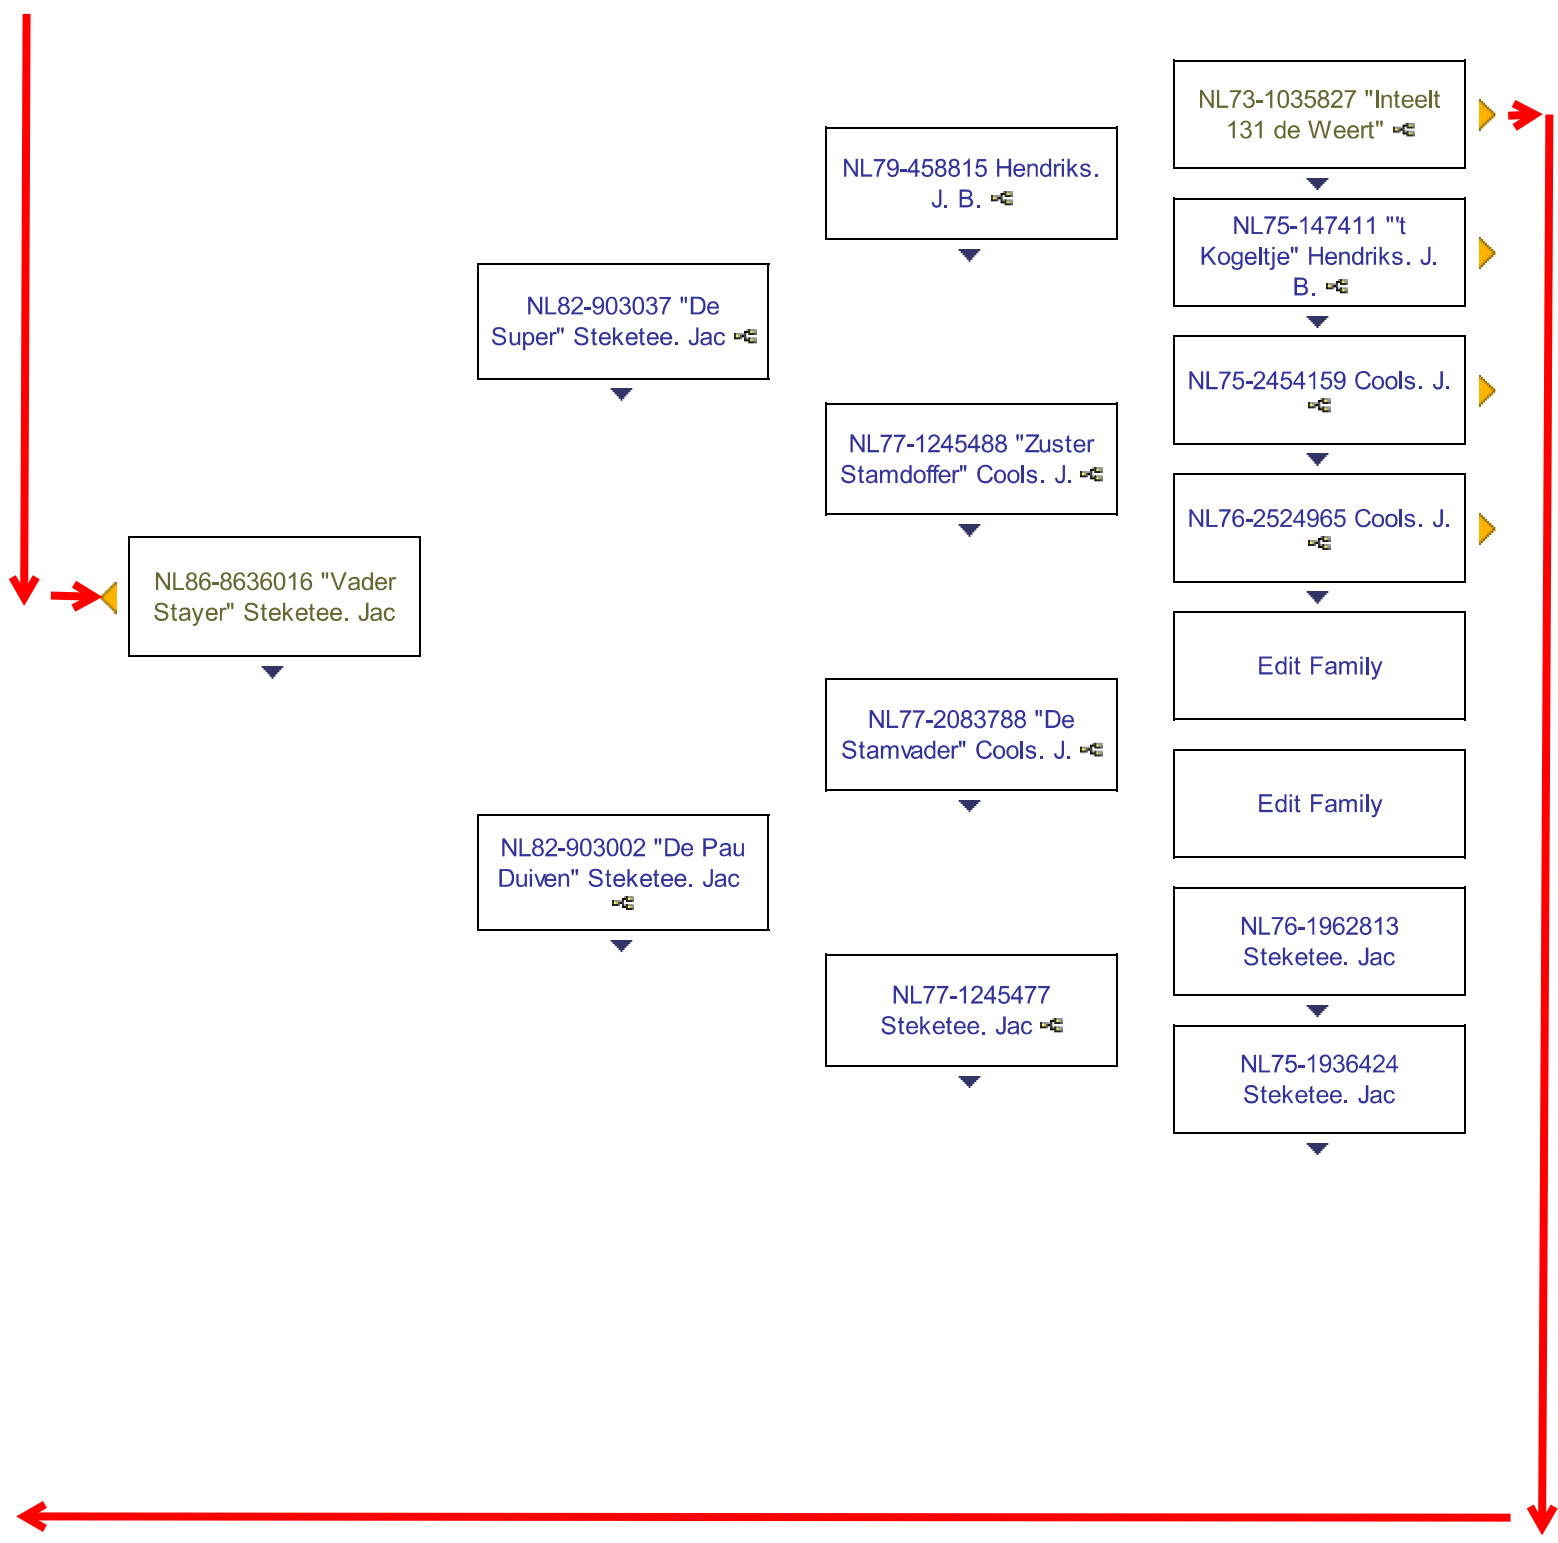 NL73-1035827 "Inteelt
131 de Weert"
NL79-458815 Hendriks.
J. B.
NL75-147411 "'t
Kogeltje" Hendriks. J.
B.
NL82-903037 "De
Super" Steketee. Jac
NL75-2454159 Cools. J.
NL77-1245488 "Zuster
Stamdoffer" Cools. J.
NL76-2524965 Cools. J.
NL86-8636016 "Vader
Stayer" Steketee. Jac
Edit Family
NL77-2083788 "De
Stamvader" Cools. J.
Edit Family
NL82-903002 "De Pau
Duiven" Steketee. Jac
NL76-1962813
Steketee. Jac
NL77-1245477
Steketee. Jac
NL75-1936424
Steketee. Jac